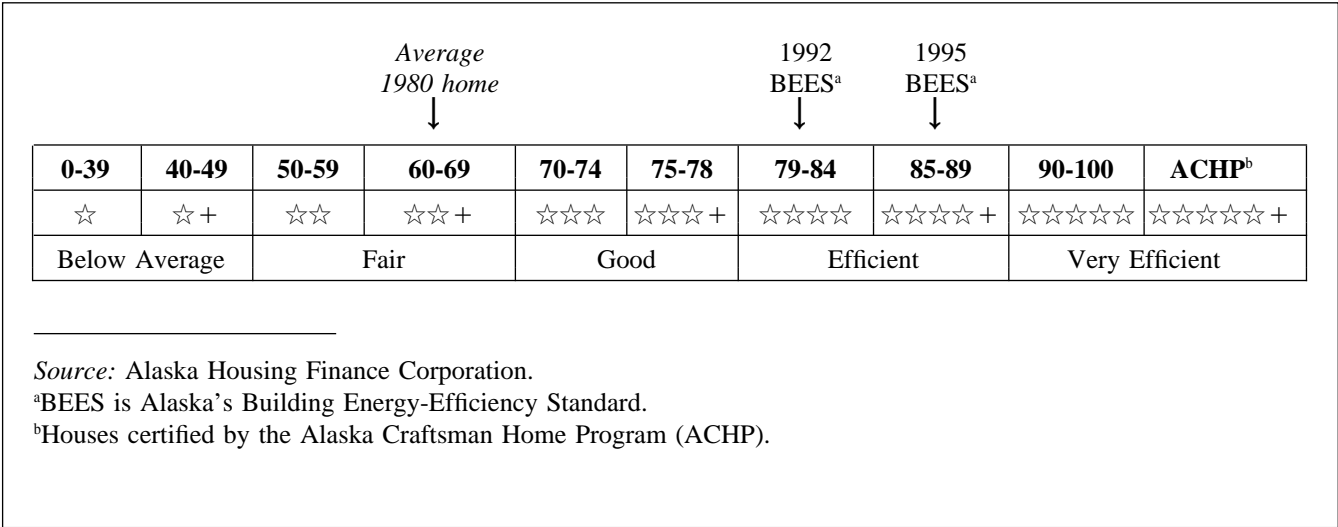 Average 1992 1995
1980 home BEESᵃ BEESᵃ
↓ ↓ ↓
0-39 40-49 50-59 60-69 70-74 75-78 79-84 85-89 90-100 ACHPᵇ
☆ ☆+ ☆☆ ☆☆+ ☆☆☆ ☆☆☆+ ☆☆☆☆ ☆☆☆☆+ ☆☆☆☆☆ ☆☆☆☆☆+
Below Average Fair Good Efficient Very Efficient
Source: Alaska Housing Finance Corporation.
ᵃBEES is Alaska's Building Energy-Efficiency Standard.
ᵇHouses certified by the Alaska Craftsman Home Program (ACHP).